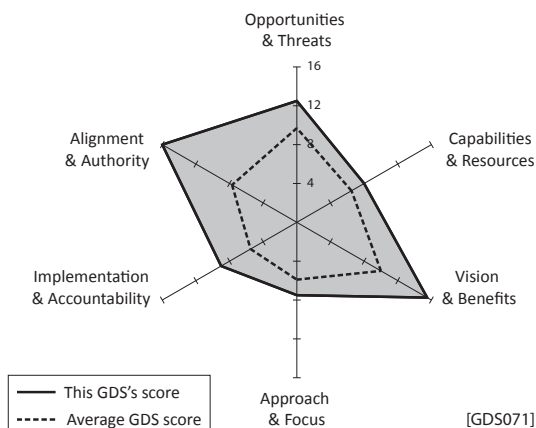 Opportunities
& Threats
16
12
8
4
Alignment
& Authority
Capabilities
& Resources
Implementation
& Accountability
Vision
& Benefits
Approach
& Focus
This GDS's score
Average GDS score
[GDS071]